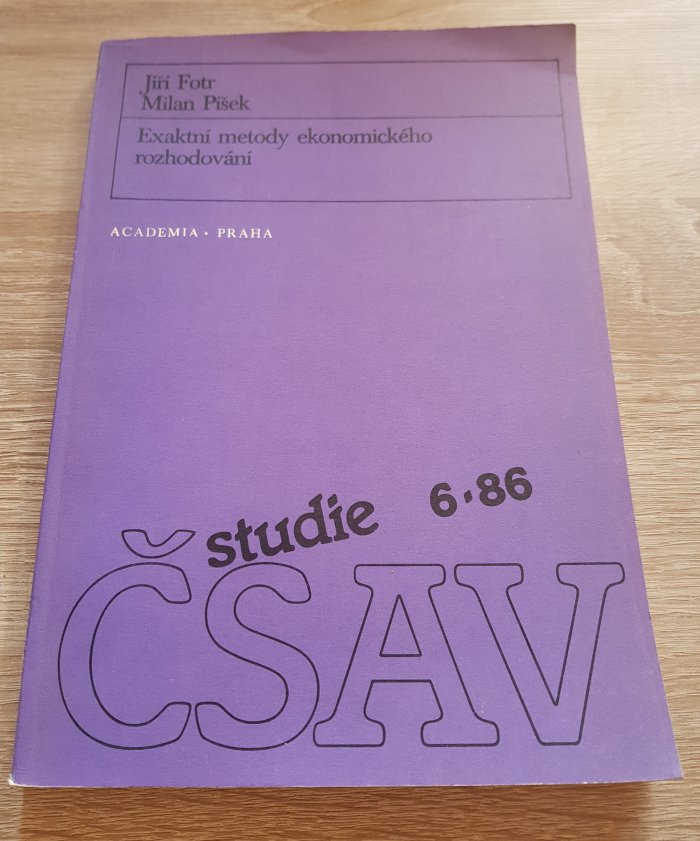 Jiří Fotr
Milan Píšek
Exaktní metody ekonomického
rozhodování
ACADEMIA · PRAHA
studie 6·86
ČSAV